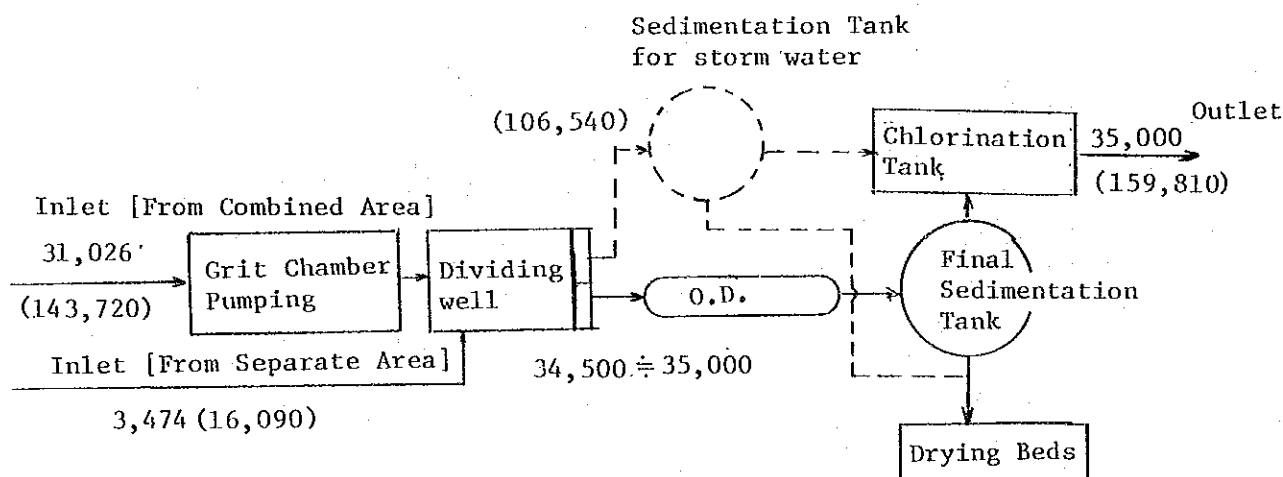 Sedimentation Tank
for storm water
(106,540)
Chlorination
Tank
35,000
Outlet
(159,810)
Inlet [From Combined Area]
31,026
(143,720)
Grit Chamber
Pumping
Dividing
well
O.D.
Final
Sedimentation
Tank
Inlet [From Separate Area]
34,500 ≒ 35,000
3,474 (16,090)
Drying Beds